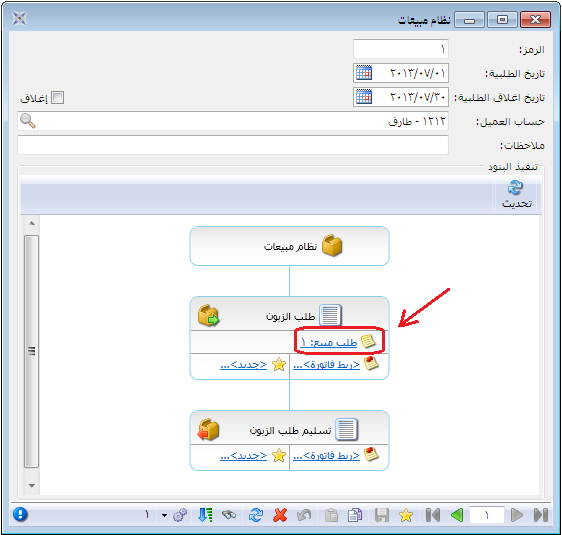 نظام مبيعات
الرمز: ١
تاريخ الطلبية: ٢٠١٣/٠٧/٠١
تاريخ اغلاق الطلبية: ٢٠١٣/٠٧/٣٠ إغلاق
حساب العميل: ١٢١٢ - طارق
ملاحظات:
تنفيذ البنود
تحديث
نظام مبيعات
طلب الزبون
طلب مبيع: ١
<ربط فاتورة>... <جديد>...
تسليم طلب الزبون
<ربط فاتورة>... <جديد>...
١ ١